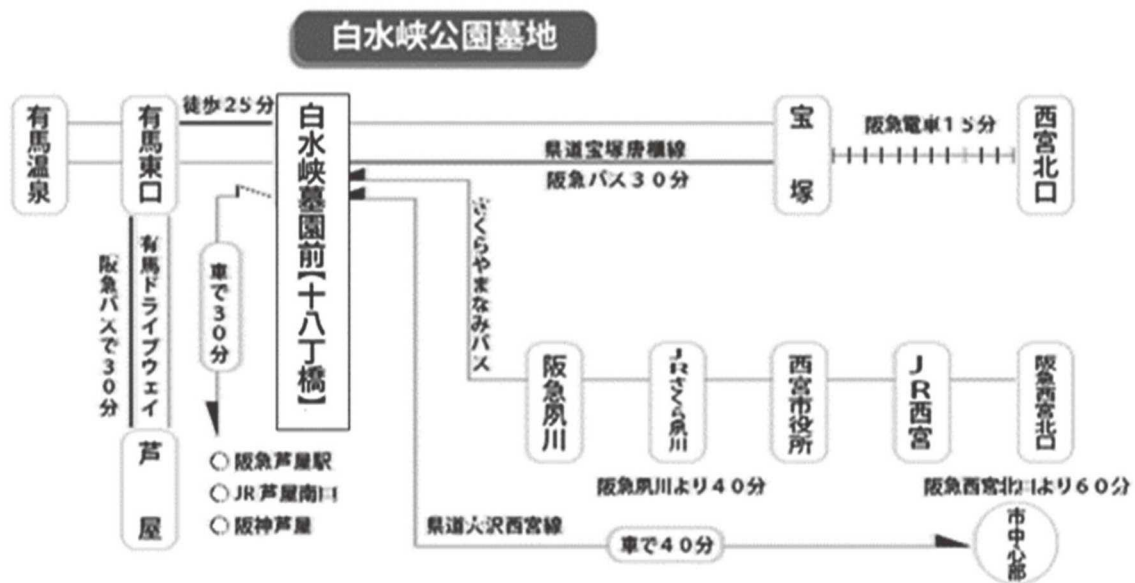 白水峡公園墓地
有馬温泉
有馬東口
徒歩25分
白水峡墓園前【十八丁橋】
県道宝塚唐櫃線
阪急バス30分
宝塚
阪急電車15分
西宮北口
阪急バスで30分
有馬ドライブウェイ
芦屋
車で30分
阪急芦屋駅
JR芦屋南口
阪神芦屋
さくらやまなみバス
阪急夙川
JRさくら夙川
西宮市役所
JR西宮
阪急西宮北口
阪急夙川より40分
阪急西宮北口より60分
県道大沢西宮線
車で40分
市中心部